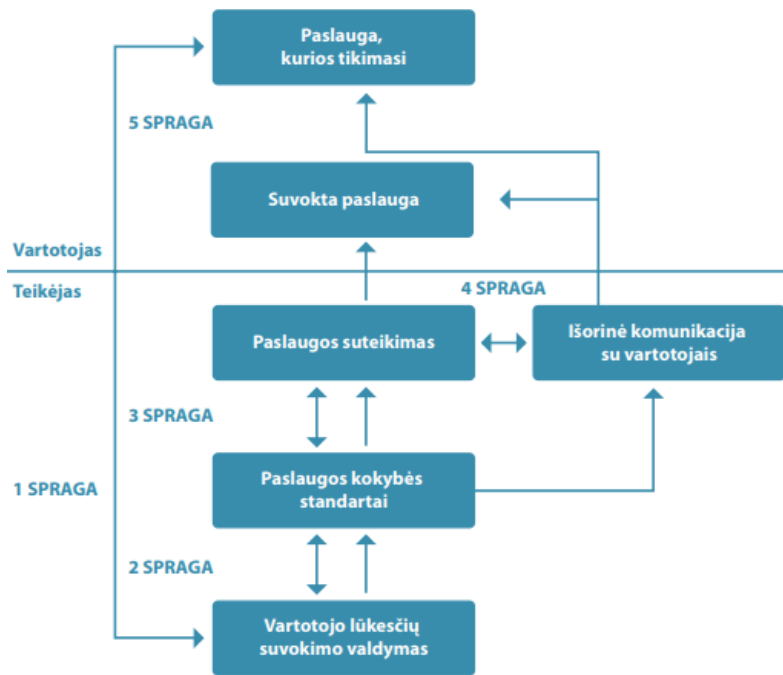 Paslauga,
kurios tikimasi
5 SPRAGA
Suvokta paslauga
Vartotojas
Teikėjas
4 SPRAGA
Paslaugos suteikimas
Išorinė komunikacija
su vartotojais
3 SPRAGA
Paslaugos kokybės
standartai
1 SPRAGA
2 SPRAGA
Vartotojo lūkesčių
suvokimo valdymas